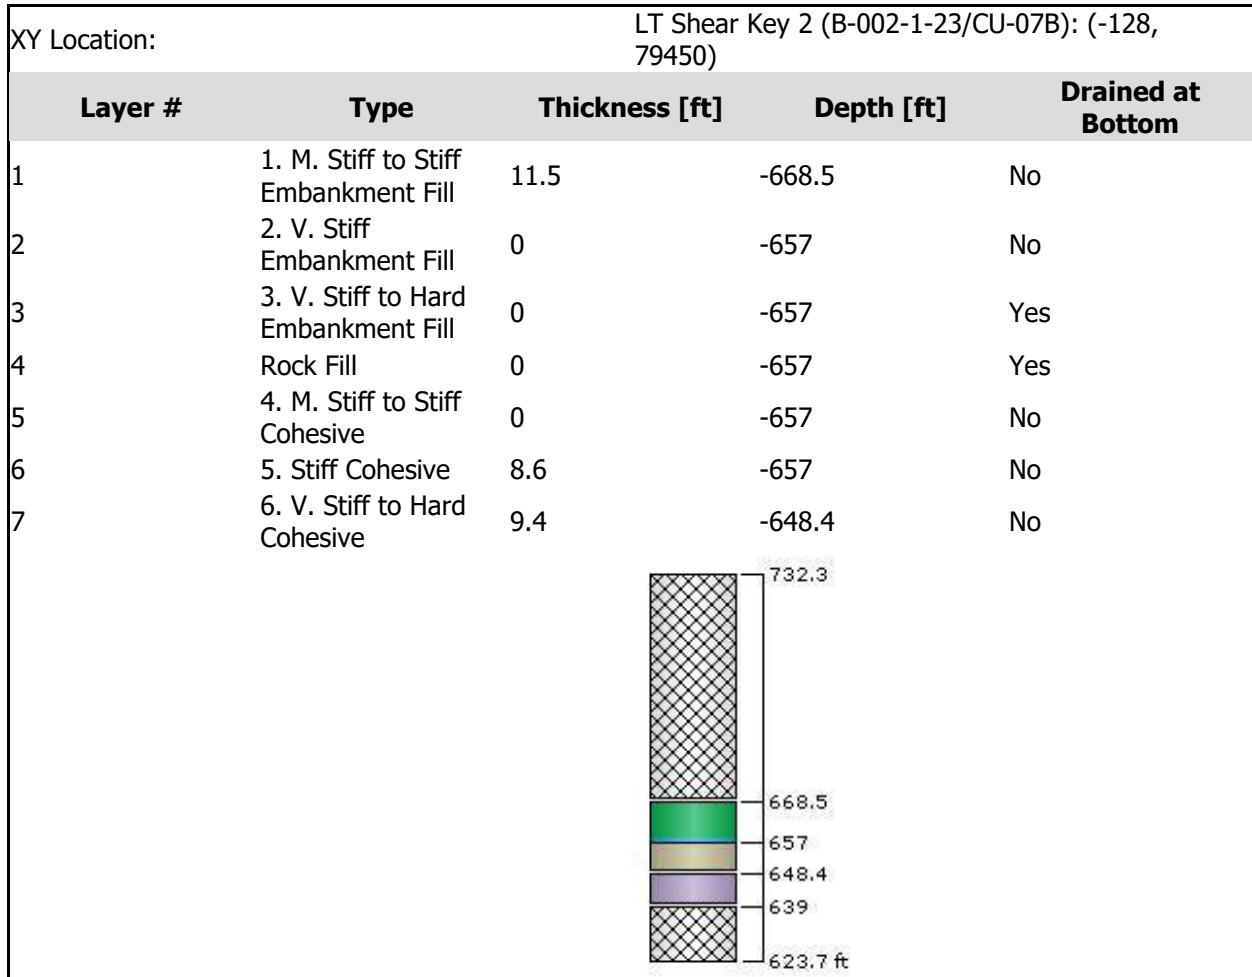 XY Location: LT Shear Key 2 (B-002-1-23/CU-07B): (-128,
79450)
Layer # Type Thickness [ft] Depth [ft] Drained at
Bottom
1 1. M. Stiff to Stiff
Embankment Fill 11.5 -668.5 No
2 2. V. Stiff
Embankment Fill 0 -657 No
3 3. V. Stiff to Hard
Embankment Fill 0 -657 Yes
4 Rock Fill 0 -657 Yes
5 4. M. Stiff to Stiff
Cohesive 0 -657 No
6 5. Stiff Cohesive 8.6 -657 No
7 6. V. Stiff to Hard
Cohesive 9.4 -648.4 No
732.3
668.5
657
648.4
639
623.7 ft